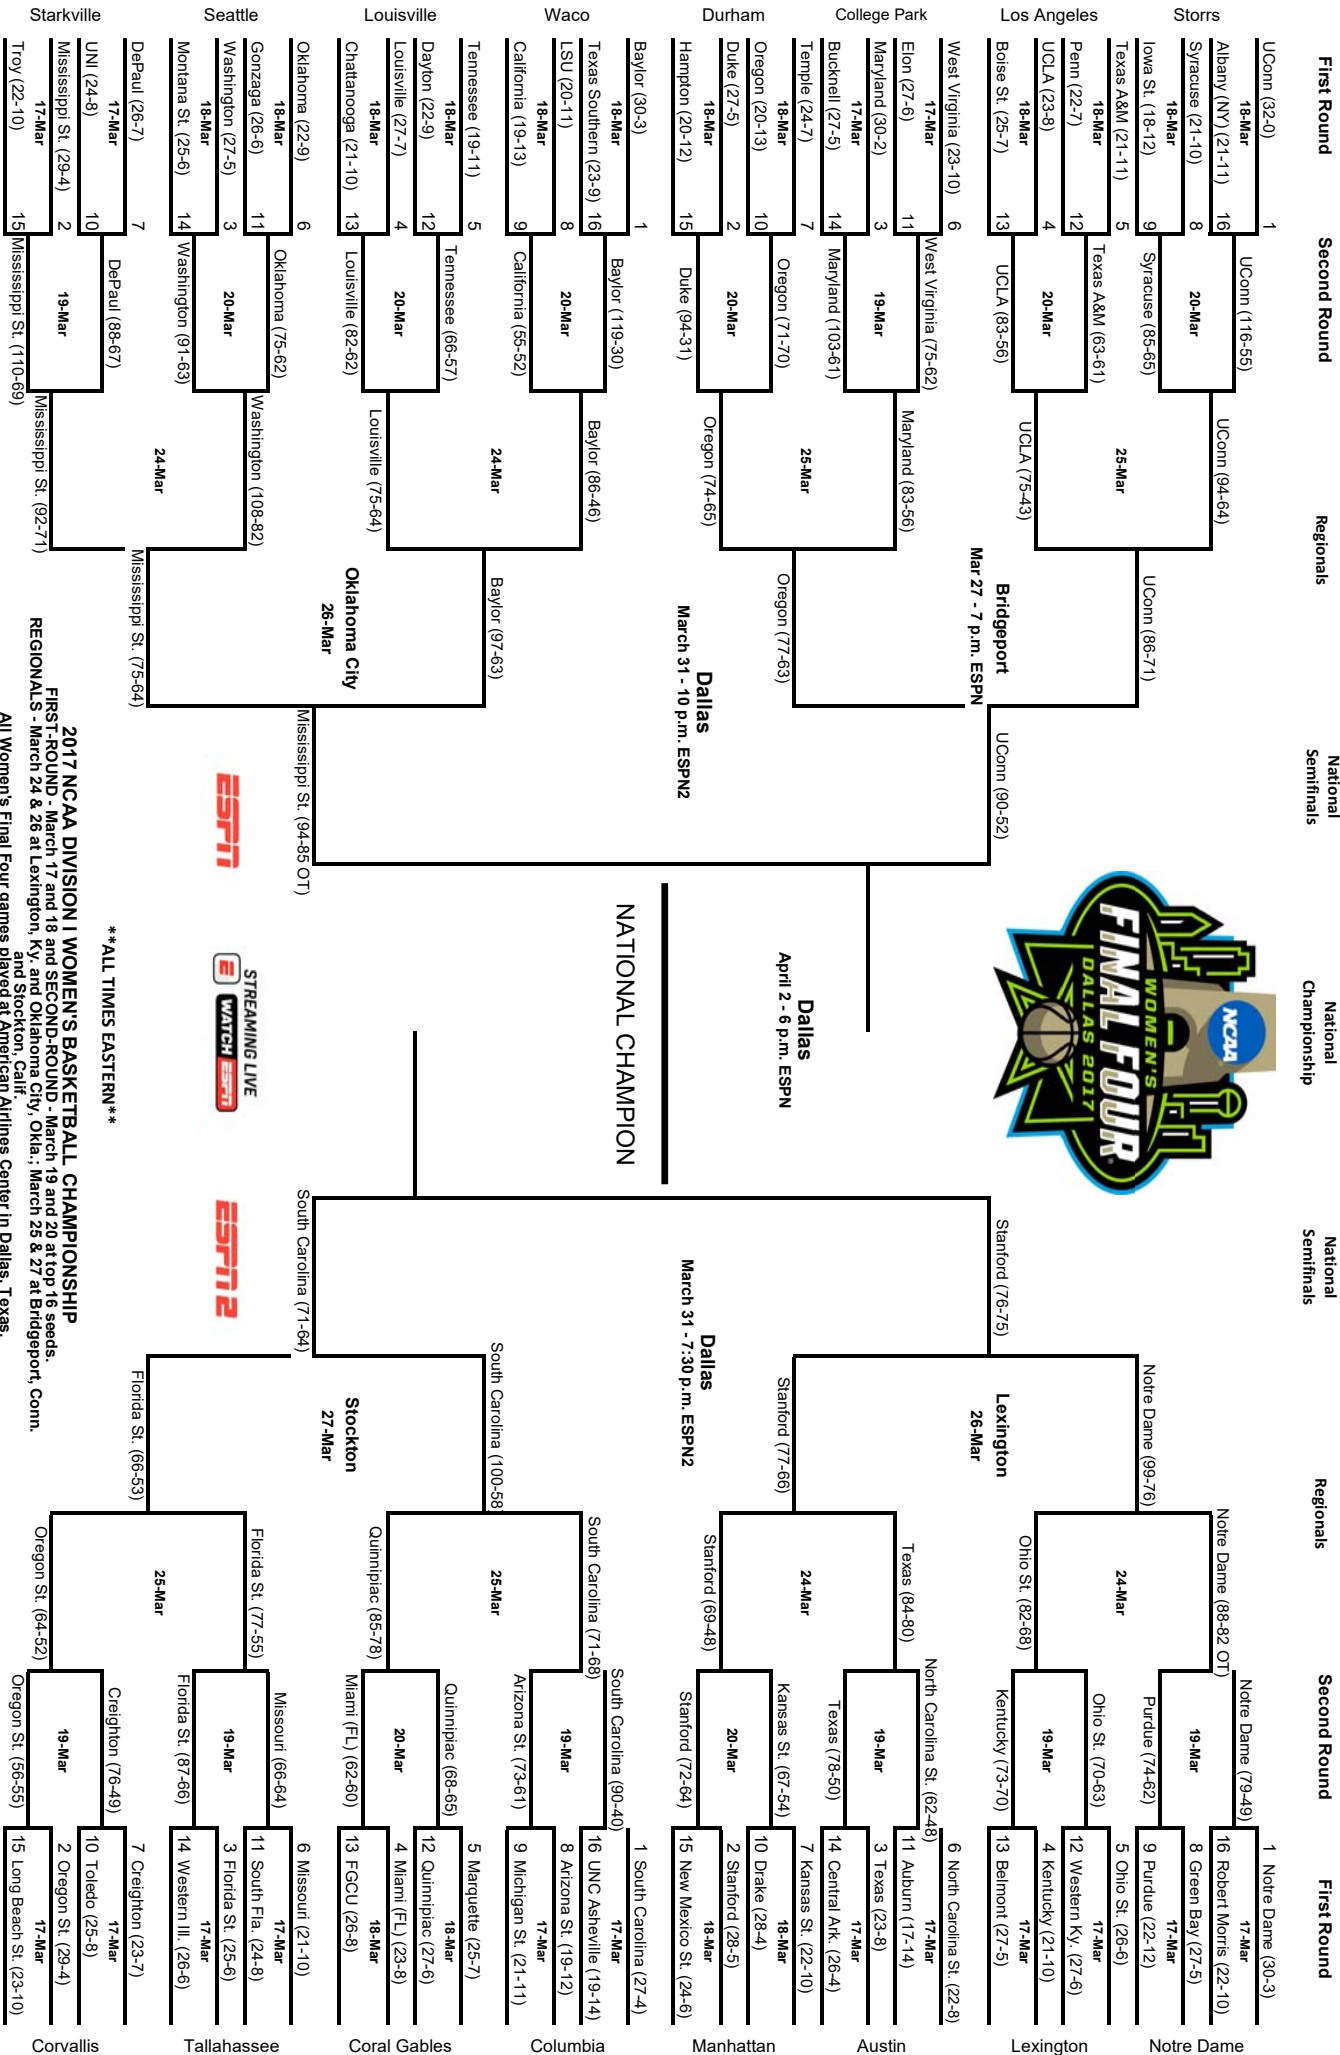 First Round
Second Round
Regionals
National
Semifinals
National
Championship
National
Semifinals
Regionals
Second Round
First Round
Storrs
UConn (32-0) 1
18-Mar
Albany (NY) (21-11) 16
Syracuse (21-10) 8
18-Mar
Iowa St. (18-12) 9
UConn (116-55)
20-Mar
Syracuse (85-65)
Los Angeles
Texas A&M (21-11) 5
18-Mar
Penn (22-7) 12
UCLA (23-8) 4
18-Mar
Boise St. (25-7) 13
Texas A&M (63-61)
20-Mar
UCLA (83-56)
UConn (94-64)
25-Mar
UCLA (75-43)
College Park
West Virginia (23-10) 6
17-Mar
Elon (27-6) 11
Maryland (30-2) 3
17-Mar
Bucknell (27-5) 14
West Virginia (75-62)
19-Mar
Maryland (103-61)
Durham
Temple (24-7) 7
18-Mar
Oregon (20-13) 10
Duke (27-5) 2
18-Mar
Hampton (20-12) 15
Oregon (71-70)
20-Mar
Duke (94-31)
Maryland (83-56)
25-Mar
Oregon (74-65)
UConn (86-71)
Bridgeport
Mar 27 - 7 p.m. ESPN
Oregon (77-63)
UConn (90-52)
Waco
Baylor (30-3) 1
18-Mar
Texas Southern (23-9) 16
LSU (20-11) 8
18-Mar
California (19-13) 9
Baylor (119-30)
20-Mar
California (55-52)
Louisville
Tennessee (19-11) 5
18-Mar
Dayton (22-9) 12
Louisville (27-7) 4
18-Mar
Chattanooga (21-10) 13
Tennessee (66-57)
20-Mar
Louisville (82-62)
Baylor (86-46)
24-Mar
Louisville (75-64)
Seattle
Oklahoma (22-9) 6
18-Mar
Gonzaga (26-6) 11
Washington (27-5) 3
18-Mar
Montana St. (25-6) 14
Oklahoma (75-62)
20-Mar
Washington (91-63)
Starkville
DePaul (26-7) 7
17-Mar
UNI (24-8) 10
Mississippi St. (29-4) 2
17-Mar
Troy (22-10) 15
DePaul (88-67)
19-Mar
Mississippi St. (110-69)
Washington (108-82)
24-Mar
Mississippi St. (92-71)
Baylor (97-63)
Oklahoma City
26-Mar
Mississippi St. (75-64)
Mississippi St. (94-85 OT)
Dallas
March 31 - 10 p.m. ESPN2
NCAA
WOMEN'S
FINAL FOUR
DALLAS 2017
Dallas
April 2 - 6 p.m. ESPN
NATIONAL CHAMPION
Dallas
March 31 - 7:30 p.m. ESPN2
Notre Dame
1 Notre Dame (30-3)
17-Mar
16 Robert Morris (22-10)
8 Green Bay (27-5)
17-Mar
9 Purdue (22-12)
Notre Dame (79-49)
19-Mar
Purdue (74-62)
Lexington
5 Ohio St. (26-6)
17-Mar
12 Western Ky. (27-6)
4 Kentucky (21-10)
17-Mar
13 Belmont (27-5)
Ohio St. (70-63)
19-Mar
Kentucky (73-70)
Notre Dame (88-82 OT)
24-Mar
Ohio St. (82-68)
Austin
6 North Carolina St. (22-8)
17-Mar
11 Auburn (17-14)
3 Texas (23-8)
17-Mar
14 Central Ark. (26-4)
North Carolina St. (62-48)
19-Mar
Texas (78-50)
Manhattan
7 Kansas St. (22-10)
18-Mar
10 Drake (28-4)
2 Stanford (28-5)
18-Mar
15 New Mexico St. (24-6)
Kansas St. (67-54)
20-Mar
Stanford (72-64)
Texas (84-80)
24-Mar
Stanford (69-48)
Notre Dame (99-76)
Lexington
26-Mar
Stanford (77-66)
Stanford (76-75)
Columbia
1 South Carolina (27-4)
17-Mar
16 UNC Asheville (19-14)
8 Arizona St. (19-12)
17-Mar
9 Michigan St. (21-11)
South Carolina (90-40)
19-Mar
Arizona St. (73-61)
Coral Gables
5 Marquette (25-7)
18-Mar
12 Quinnipiac (27-6)
4 Miami (FL) (23-8)
18-Mar
13 FGCU (26-8)
Quinnipiac (68-65)
20-Mar
Miami (FL) (62-60)
South Carolina (71-68)
25-Mar
Quinnipiac (85-78)
Tallahassee
6 Missouri (21-10)
17-Mar
11 South Fla. (24-8)
3 Florida St. (25-6)
17-Mar
14 Western Ill. (26-6)
Missouri (66-64)
19-Mar
Florida St. (87-66)
Corvallis
7 Creighton (23-7)
17-Mar
10 Toledo (25-8)
2 Oregon St. (29-4)
17-Mar
15 Long Beach St. (23-10)
Creighton (76-49)
19-Mar
Oregon St. (56-55)
Florida St. (77-55)
25-Mar
Oregon St. (64-52)
South Carolina (100-58)
Stockton
27-Mar
Florida St. (66-53)
South Carolina (71-64)
ESPN
STREAMING LIVE
E WATCH ESPN
ESPN 2
**ALL TIMES EASTERN**
2017 NCAA DIVISION I WOMEN'S BASKETBALL CHAMPIONSHIP
FIRST-ROUND - March 17 and 18 and SECOND-ROUND - March 19 and 20 at top 16 seeds.
REGIONALS - March 24 & 26 at Lexington, Ky. and Oklahoma City, Okla.; March 25 & 27 at Bridgeport, Conn.
and Stockton, Calif.
All Women's Final Four games played at American Airlines Center in Dallas, Texas.